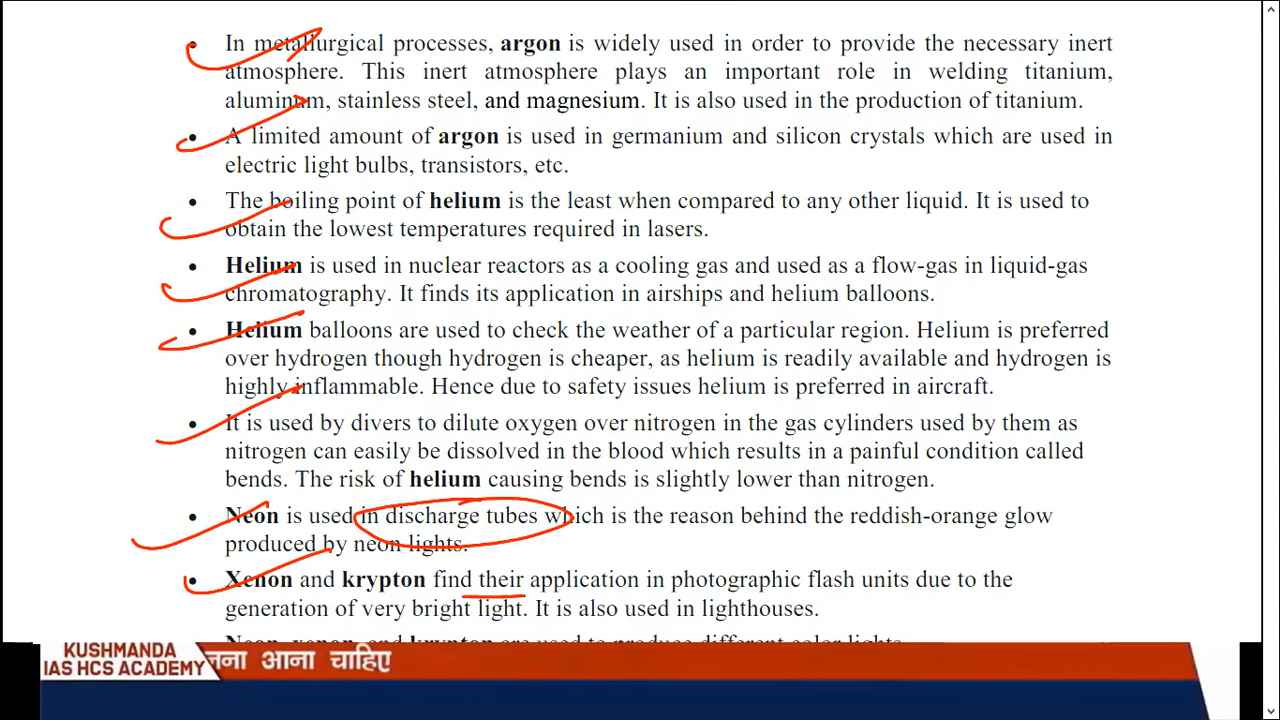 • In metallurgical processes, argon is widely used in order to provide the necessary inert
atmosphere. This inert atmosphere plays an important role in welding titanium,
aluminum, stainless steel, and magnesium. It is also used in the production of titanium.
• A limited amount of argon is used in germanium and silicon crystals which are used in
electric light bulbs, transistors, etc.
• The boiling point of helium is the least when compared to any other liquid. It is used to
obtain the lowest temperatures required in lasers.
• Helium is used in nuclear reactors as a cooling gas and used as a flow-gas in liquid-gas
chromatography. It finds its application in airships and helium balloons.
• Helium balloons are used to check the weather of a particular region. Helium is preferred
over hydrogen though hydrogen is cheaper, as helium is readily available and hydrogen is
highly inflammable. Hence due to safety issues helium is preferred in aircraft.
• It is used by divers to dilute oxygen over nitrogen in the gas cylinders used by them as
nitrogen can easily be dissolved in the blood which results in a painful condition called
bends. The risk of helium causing bends is slightly lower than nitrogen.
• Neon is used in discharge tubes which is the reason behind the reddish-orange glow
produced by neon lights.
• Xenon and krypton find their application in photographic flash units due to the
generation of very bright light. It is also used in lighthouses.
Neon, xenon, and krypton are used to produce different color lights.
KUSHMANDA
IAS HCS ACADEMY
आना चाहिए